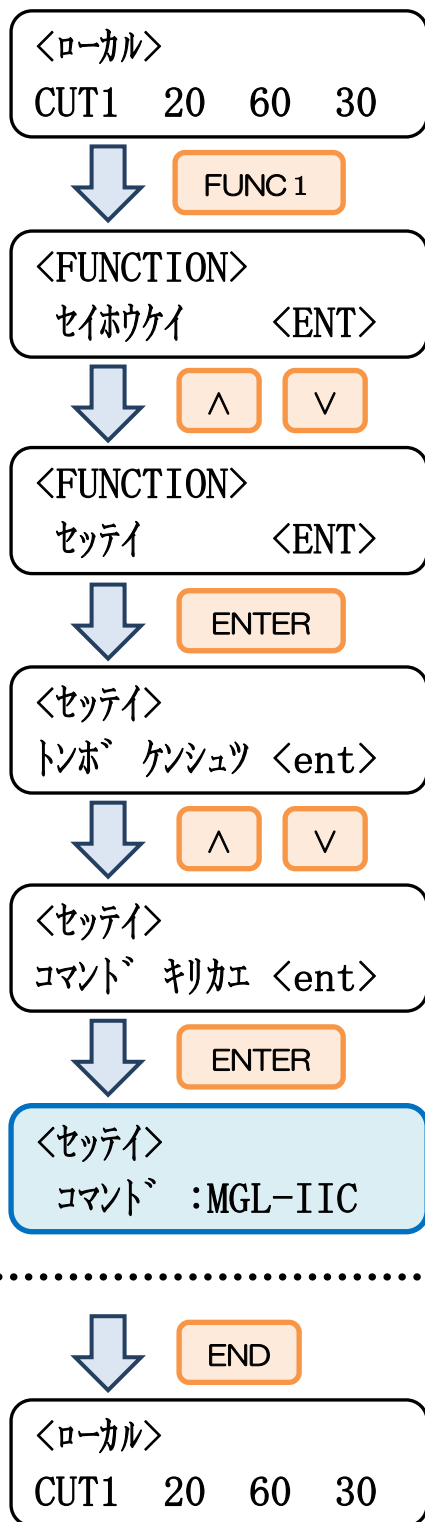 <ﾛｰｶﾙ>
CUT1 20 60 30
FUNC1
<FUNCTION>
ｾｲﾎｳｹｲ <ENT>
∧ ∨
<FUNCTION>
ｾｯﾃｲ <ENT>
ENTER
<ｾｯﾃｲ>
ﾄﾝﾎﾞ ｹﾝｼｭﾂ <ent>
∧ ∨
<ｾｯﾃｲ>
ｺﾏﾝﾄﾞ ｷﾘｶｴ <ent>
ENTER
<ｾｯﾃｲ>
ｺﾏﾝﾄﾞ :MGL-IIC
END
<ﾛｰｶﾙ>
CUT1 20 60 30